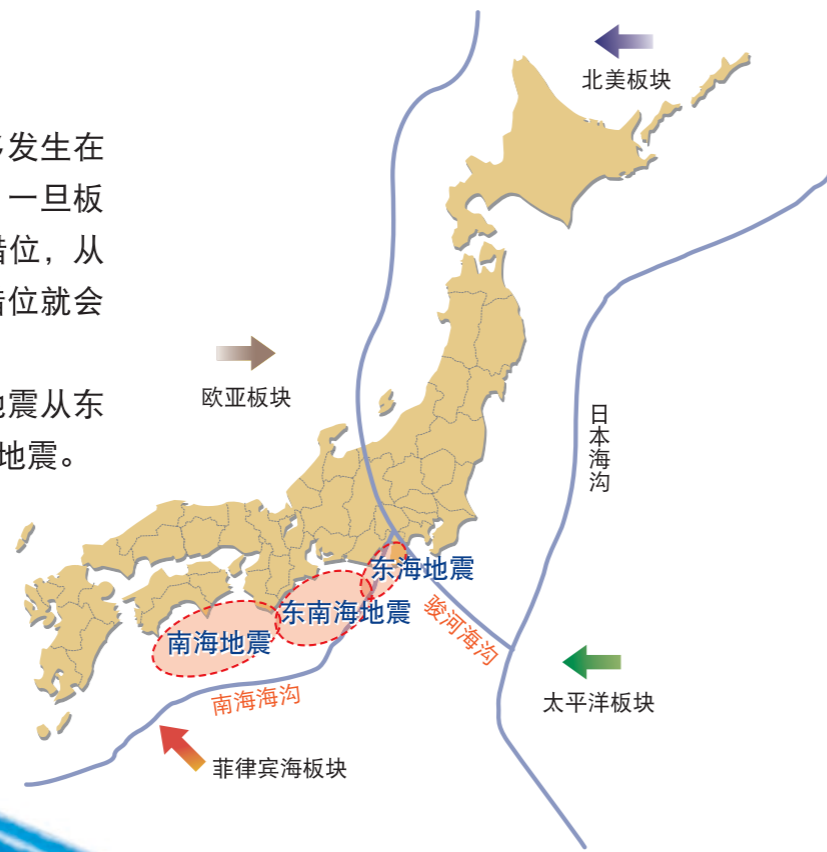 发生在
一旦板
错位，从
错位就会
地震从东
地震。
北美板块
欧亚板块
日本海沟
东海地震
东南海地震
南海地震
骏河海沟
南海海沟
太平洋板块
菲律宾海板块